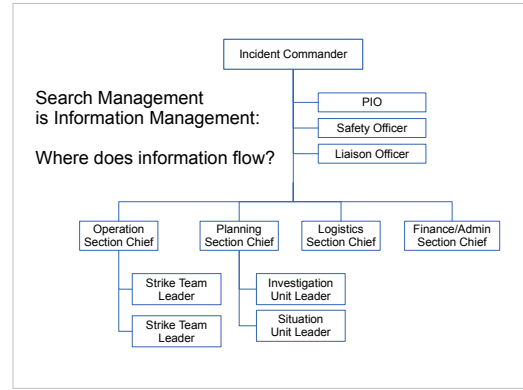 Incident Commander
Search Management
is Information Management:
Where does information flow?
PIO
Safety Officer
Liaison Officer
Operation
Section Chief
Planning
Section Chief
Logistics
Section Chief
Finance/Admin
Section Chief
Strike Team
Leader
Strike Team
Leader
Investigation
Unit Leader
Situation
Unit Leader